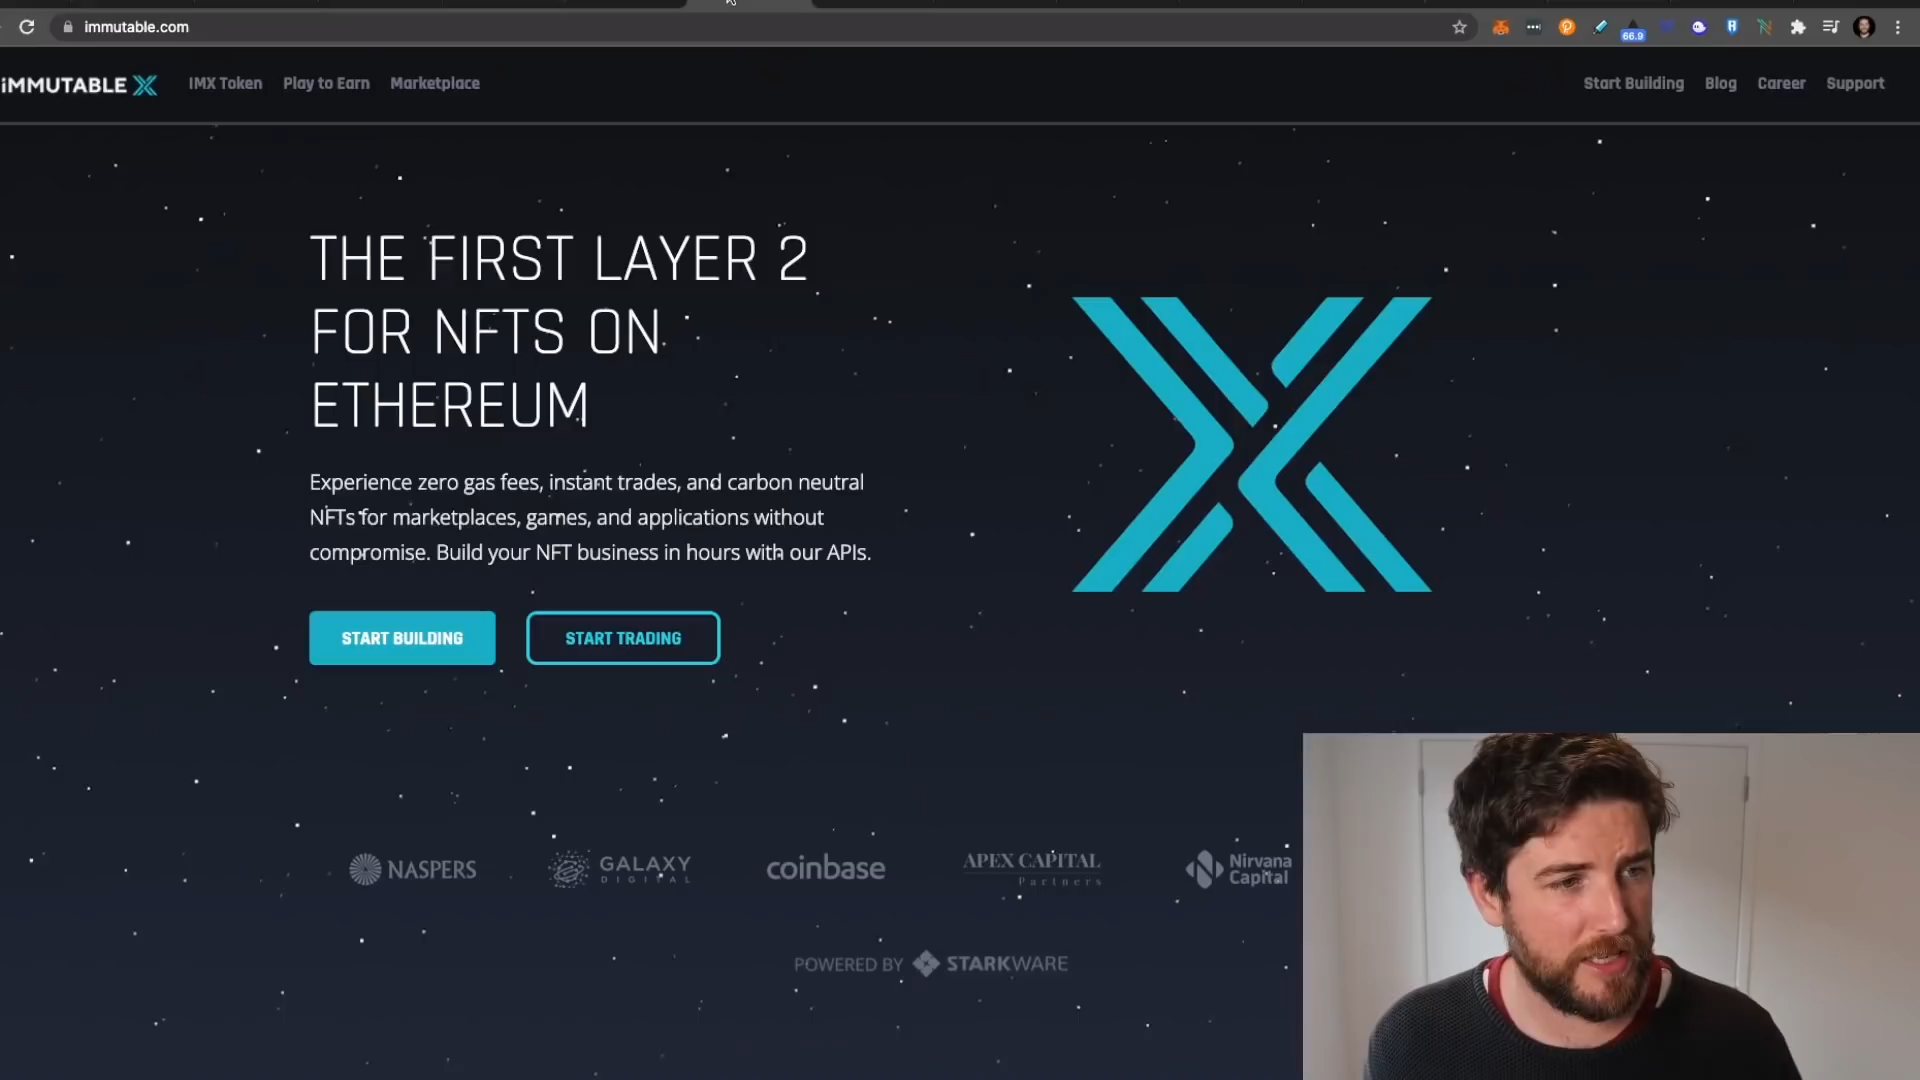 immutable.com
66.9
iMMUTABLE X
IMX Token
Play to Earn
Marketplace
Start Building
Blog
Career
Support
THE FIRST LAYER 2
FOR NFTS ON
ETHEREUM
Experience zero gas fees, instant trades, and carbon neutral
NFTs for marketplaces, games, and applications without
compromise. Build your NFT business in hours with our APIs.
START BUILDING
START TRADING
NASPERS
GALAXY
DIGITAL
coinbase
APEX CAPITAL
Partners
Nirvana
Capital
POWERED BY STARKWARE